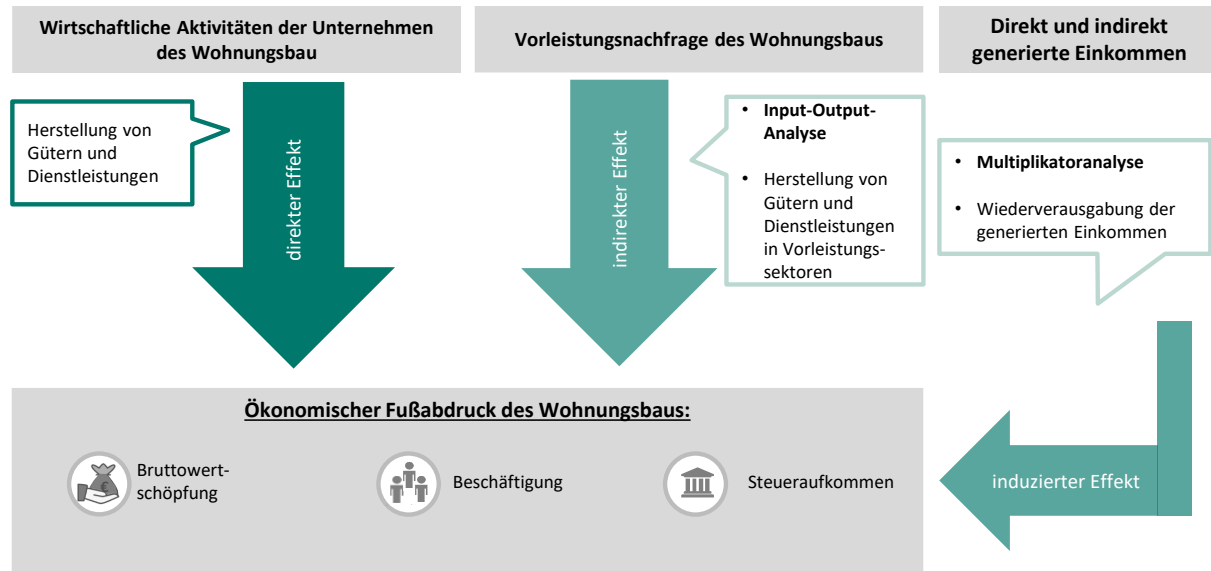 Wirtschaftliche Aktivitäten der Unternehmen
des Wohnungsbau
Vorleistungsnachfrage des Wohnungsbaus
Direkt und indirekt
generierte Einkommen
Herstellung von
Gütern und
Dienstleistungen
direkter Effekt
indirekter Effekt
• Input-Output-
Analyse
• Herstellung von
Gütern und
Dienstleistungen
in Vorleistungs-
sektoren
• Multiplikatoranalyse
• Wiederverausgabung der
generierten Einkommen
Ökonomischer Fußabdruck des Wohnungsbaus:
Bruttowert-
schöpfung
Beschäftigung
Steueraufkommen
induzierter Effekt